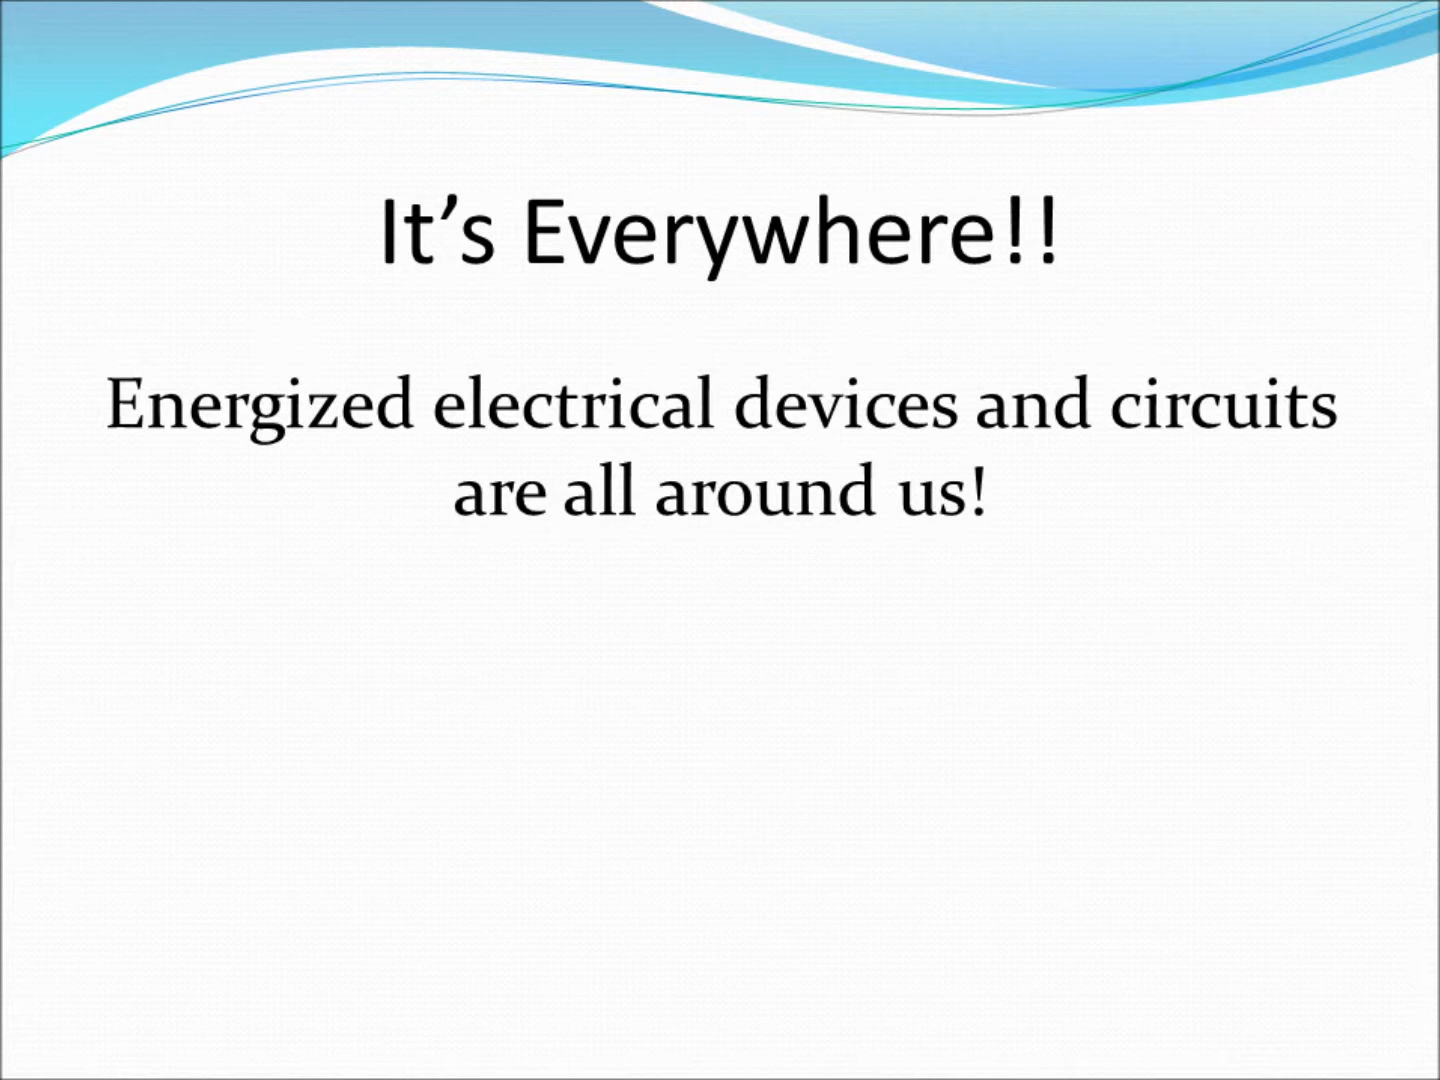 It’s Everywhere!!
Energized electrical devices and circuits
are all around us!